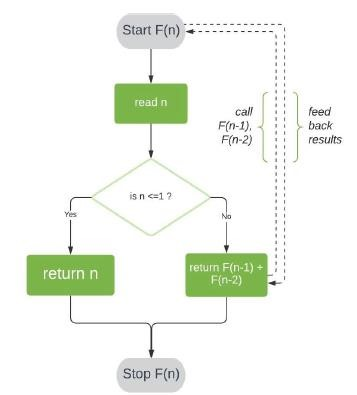 Start F(n)
read n
call
F(n-1),
F(n-2)
feed
back
results
is n <=1 ?
Yes
No
return n
return F(n-1) +
F(n-2)
Stop F(n)